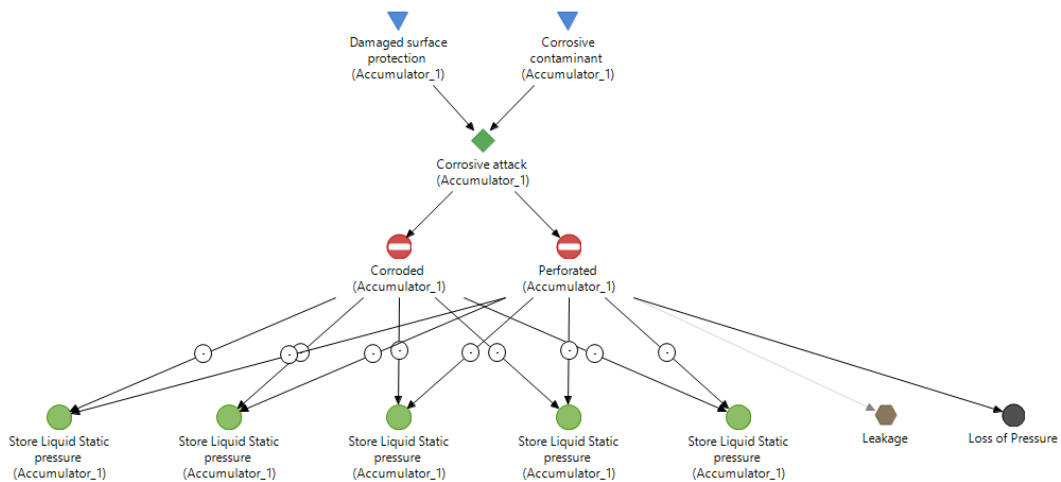 Damaged surface
protection
(Accumulator_1)
Corrosive
contaminant
(Accumulator_1)
Corrosive attack
(Accumulator_1)
Corroded
(Accumulator_1)
Perforated
(Accumulator_1)
Store Liquid Static
pressure
(Accumulator_1)
Store Liquid Static
pressure
(Accumulator_1)
Store Liquid Static
pressure
(Accumulator_1)
Store Liquid Static
pressure
(Accumulator_1)
Store Liquid Static
pressure
(Accumulator_1)
Leakage
Loss of Pressure